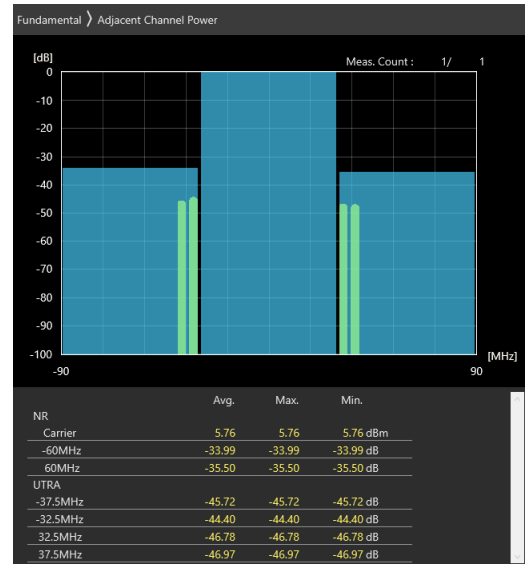 Fundamental ❯ Adjacent Channel Power
[dB]
Meas. Count : 1/ 1
0
-10
-20
-30
-40
-50
-60
-70
-80
-90
-100
[MHz]
-90 90
Avg. Max. Min.
NR
Carrier 5.76 5.76 5.76 dBm
-60MHz -33.99 -33.99 -33.99 dB
60MHz -35.50 -35.50 -35.50 dB
UTRA
-37.5MHz -45.72 -45.72 -45.72 dB
-32.5MHz -44.40 -44.40 -44.40 dB
32.5MHz -46.78 -46.78 -46.78 dB
37.5MHz -46.97 -46.97 -46.97 dB